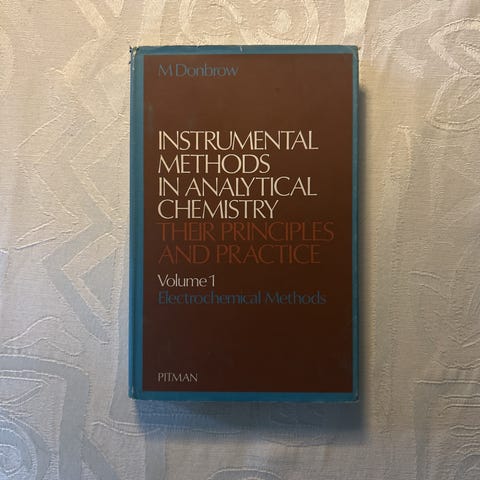 M Donbrow
INSTRUMENTAL
METHODS
IN ANALYTICAL
CHEMISTRY
THEIR PRINCIPLES
AND PRACTICE
Volume 1
Electrochemical Methods
PITMAN